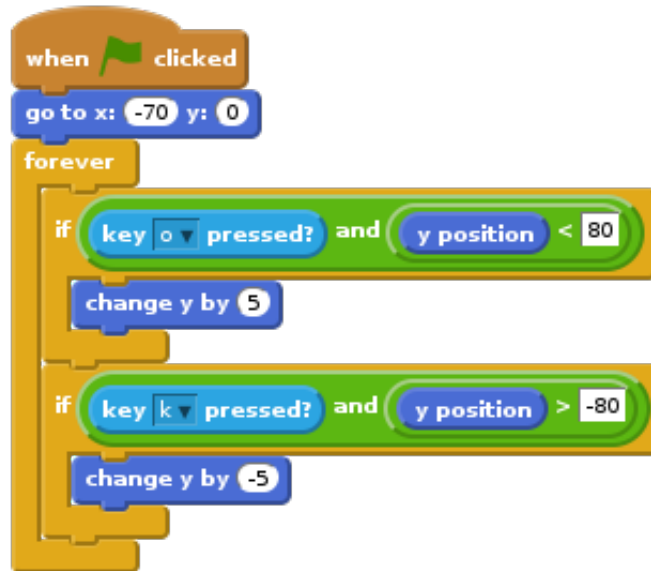 when clicked
go to x: -70 y: 0
forever
if key o pressed? and y position < 80
change y by 5
if key k pressed? and y position > -80
change y by -5